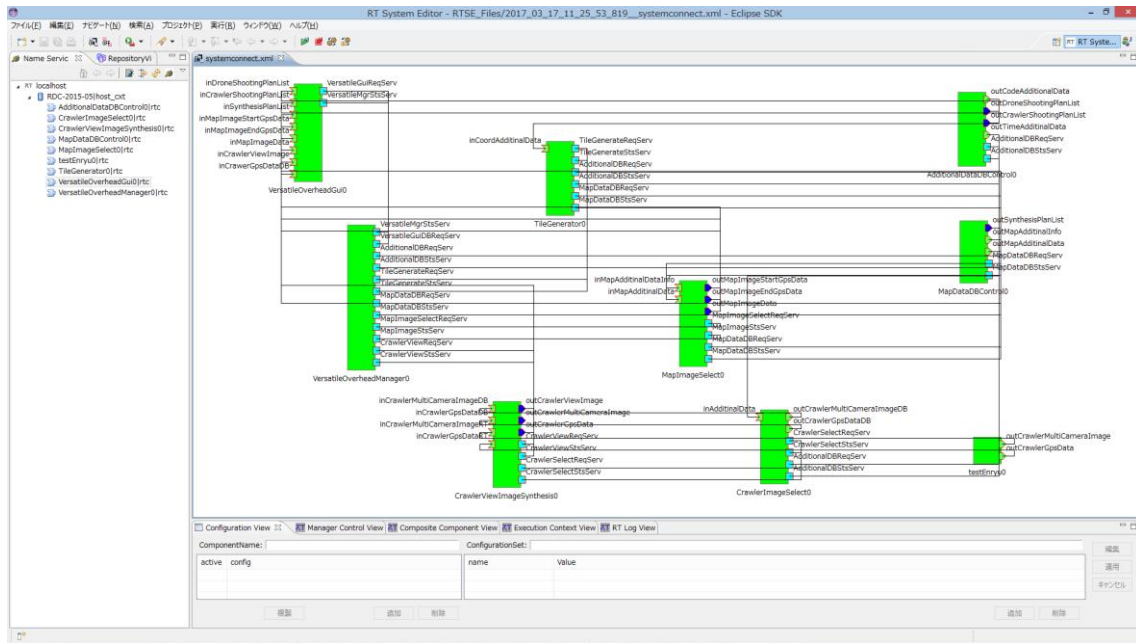 RT System Editor - RTSE_Files/2017_03_17_11_25_53_819__systemconnect.xml - Eclipse SDK
ファイル(F) 編集(E) ナビゲート(N) 検索(A) プロジェクト(P) 実行(R) ウィンドウ(W) ヘルプ(H)
RT RT Syste...
Name Servic RepositoryVi
systemconnect.xml
RT localhost
RDC-2015-05|host_cxt
AdditionalDataDBControl0|rtc
CrawlerImageSelect0|rtc
CrawlerViewImageSynthesis0|rtc
MapDataDBControl0|rtc
MapImageSelect0|rtc
testEnryu0|rtc
TileGenerator0|rtc
VersatileOverheadGui0|rtc
VersatileOverheadManager0|rtc
inDroneShootingPlanList
inCrawlerShootingPlanList
inSynthesisPlanList
inMapImageStartGpsData
inMapImageEndGpsData
inMapImageData
inCrawlerViewImage
inCrawerGpsDataDB
VersatileGuiReqServ
VersatileMgrStsServ
VersatileOverheadGui0
inCoordAdditinalData
TileGenerateReqServ
TileGenerateStsServ
AdditionalDBReqServ
AdditionalDBStsServ
MapDataDBReqServ
MapDataDBStsServ
TileGenerator0
outCodeAdditionalData
outDroneShootingPlanList
outCrawlerShootingPlanList
outTimeAdditinalData
AdditionalDBReqServ
AdditionalDBStsServ
AdditionalDataDBControl0
VersatileMgrStsServ
VersatileGuiDBReqServ
AdditionalDBReqServ
AdditionalDBStsServ
TileGenerateReqServ
TileGenerateStsServ
MapDataDBReqServ
MapDataDBStsServ
MapImageSelectReqServ
MapImageStsServ
CrawlerViewReqServ
CrawlerViewStsServ
VersatileOverheadManager0
outSynthesisPlanList
outMapAdditinalInfo
outMapAdditinalData
MapDataDBReqServ
MapDataDBStsServ
MapDataDBControl0
inMapAdditinalDataInfo
inMapAdditinalData
outMapImageStartGpsData
outMapImageEndGpsData
outMapImageData
MapImageSelectReqServ
MapImageStsServ
MapDataDBReqServ
MapDataDBStsServ
MapImageSelect0
inCrawlerMultiCameraImageDB
inCrawlerGpsDataDB
inCrawlerMultiCameraImageRT
inCrawlerGpsDataRT
outCrawlerViewImage
outCrawlerMultiCameraImage
outCrawlerGpsData
CrawlerViewReqServ
CrawlerViewStsServ
CrawlerSelectReqServ
CrawlerSelectStsServ
CrawlerViewImageSynthesis0
inAdditinalData
outCrawlerMultiCameraImageDB
outCrawlerGpsDataDB
CrawlerSelectReqServ
CrawlerSelectStsServ
AdditionalDBReqServ
AdditionalDBStsServ
CrawlerImageSelect0
outCrawlerMultiCameraImage
outCrawlerGpsData
testEnryu0
Configuration View RT Manager Control View RT Composite Component View RT Execution Context View RT RT Log View
ComponentName: ConfigurationSet:
active config name Value
編集
適用
キャンセル
複製 追加 削除 追加 削除